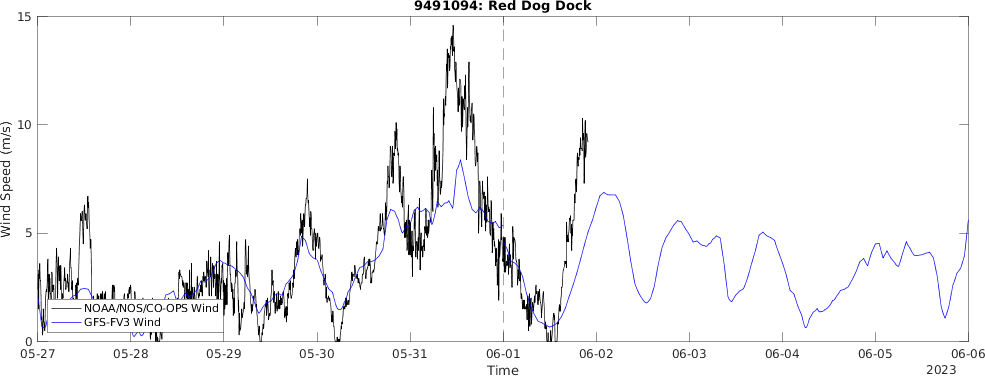 9491094: Red Dog Dock
15
10
5
0
Wind Speed (m/s)
NOAA/NOS/CO-OPS Wind
GFS-FV3 Wind
05-27 05-28 05-29 05-30 05-31 06-01 06-02 06-03 06-04 06-05 06-06
Time
2023